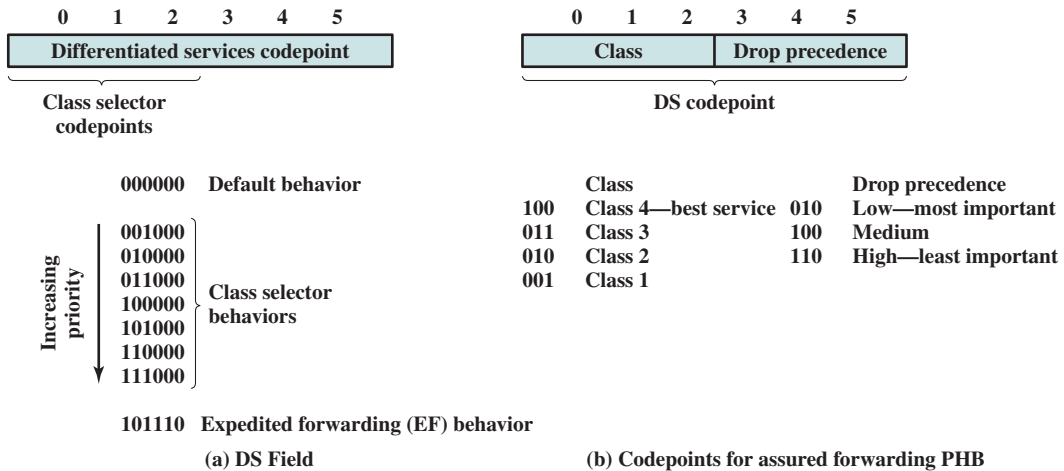 0 1 2 3 4 5
Differentiated services codepoint
Class selector
codepoints
000000 Default behavior
Increasing
priority
001000
010000
011000
100000
101000
110000
111000
Class selector
behaviors
101110 Expedited forwarding (EF) behavior
(a) DS Field
0 1 2 3 4 5
Class Drop precedence
DS codepoint
Class Drop precedence
100 Class 4—best service 010 Low—most important
011 Class 3 100 Medium
010 Class 2 110 High—least important
001 Class 1
(b) Codepoints for assured forwarding PHB